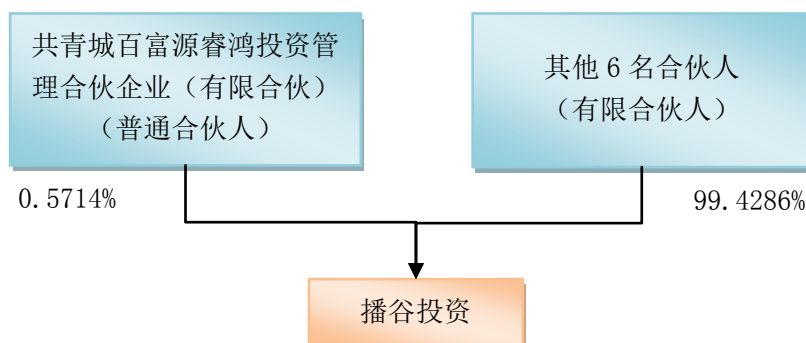 共青城百富源睿鸿投资管
理合伙企业（有限合伙）
（普通合伙人）
其他 6 名合伙人
（有限合伙人）
0.5714%
99.4286%
播谷投资